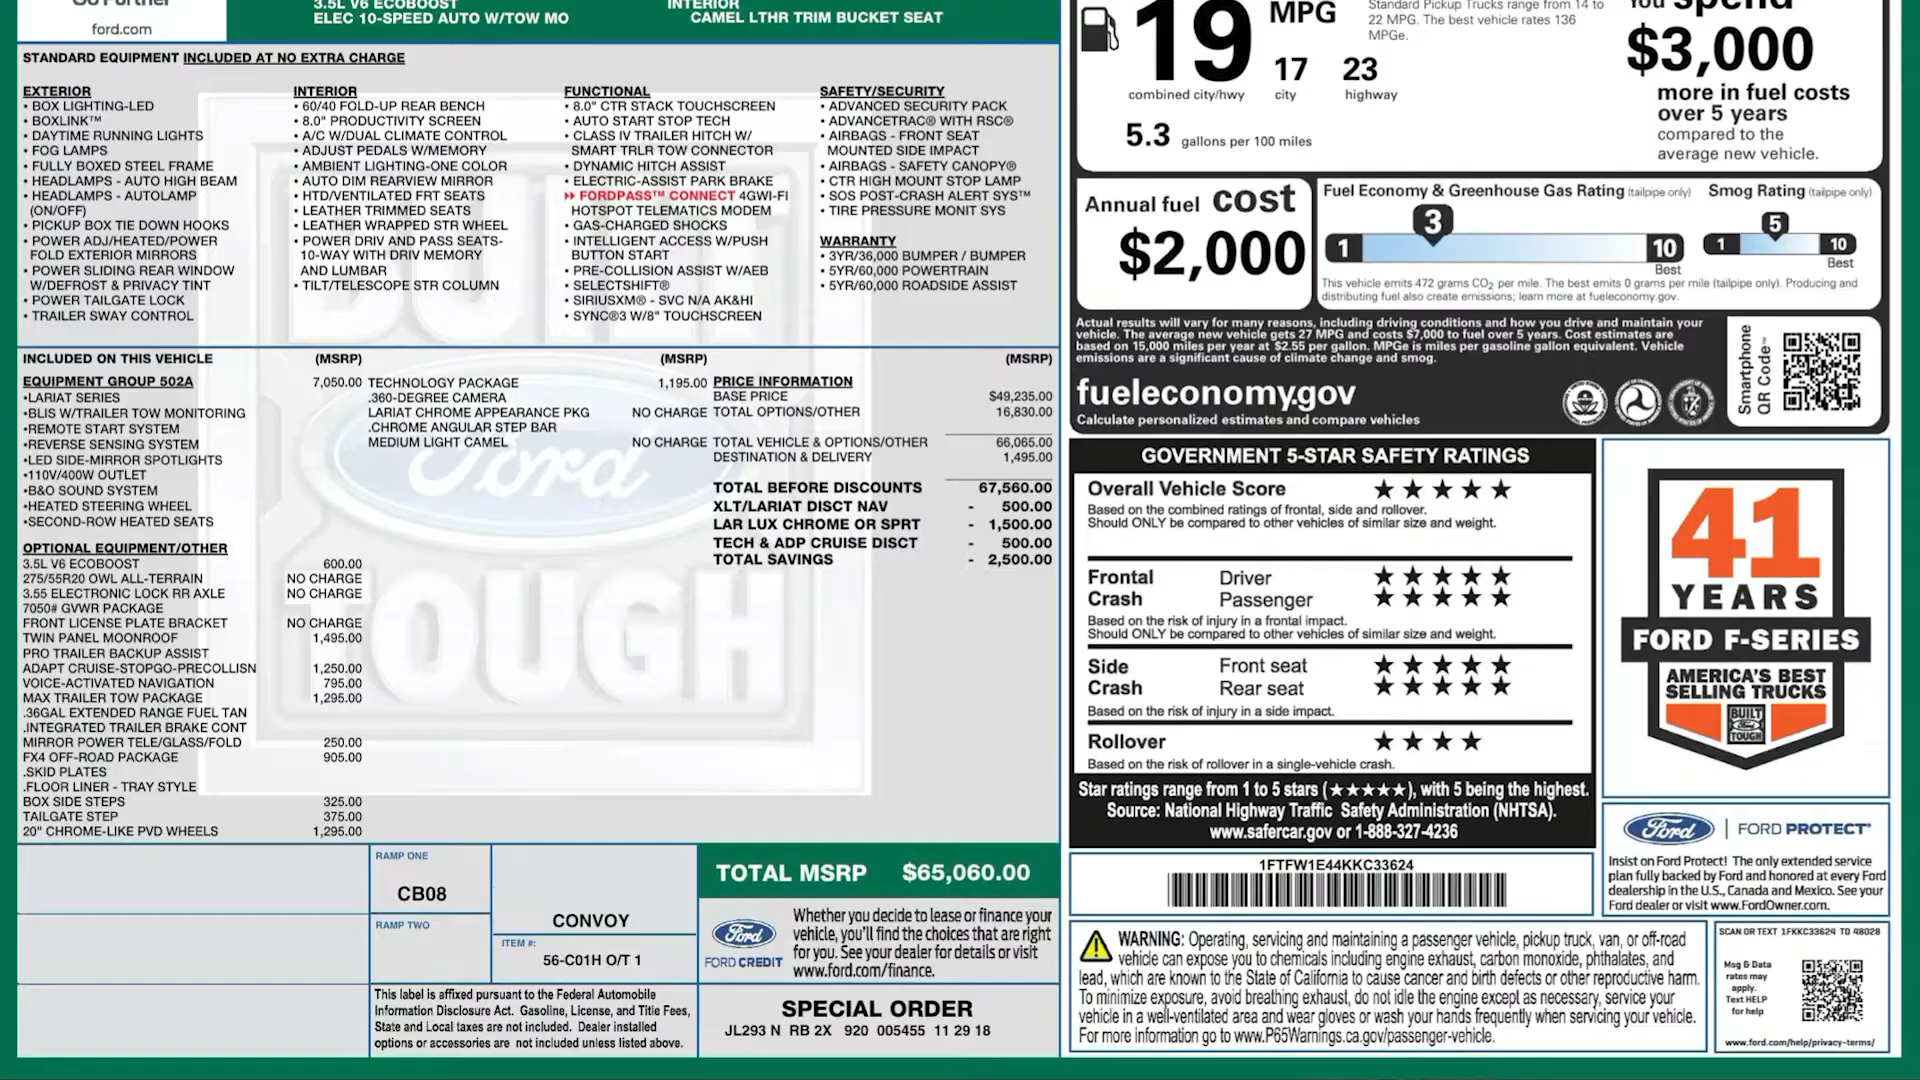 Go Further
ford.com
3.5L V6 ECOBOOST
ELEC 10-SPEED AUTO W/TOW MO
INTERIOR
CAMEL LTHR TRIM BUCKET SEAT
STANDARD EQUIPMENT INCLUDED AT NO EXTRA CHARGE
EXTERIOR
• BOX LIGHTING-LED
• BOXLINK™
• DAYTIME RUNNING LIGHTS
• FOG LAMPS
• FULLY BOXED STEEL FRAME
• HEADLAMPS - AUTO HIGH BEAM
• HEADLAMPS - AUTOLAMP
(ON/OFF)
• PICKUP BOX TIE DOWN HOOKS
• POWER ADJ/HEATED/POWER
FOLD EXTERIOR MIRRORS
• POWER SLIDING REAR WINDOW
W/DEFROST & PRIVACY TINT
• POWER TAILGATE LOCK
• TRAILER SWAY CONTROL
INTERIOR
• 60/40 FOLD-UP REAR BENCH
• 8.0" PRODUCTIVITY SCREEN
• A/C W/DUAL CLIMATE CONTROL
• ADJUST PEDALS W/MEMORY
• AMBIENT LIGHTING-ONE COLOR
• AUTO DIM REARVIEW MIRROR
• HTD/VENTILATED FRT SEATS
• LEATHER TRIMMED SEATS
• LEATHER WRAPPED STR WHEEL
• POWER DRIV AND PASS SEATS-
10-WAY WITH DRIV MEMORY
AND LUMBAR
• TILT/TELESCOPE STR COLUMN
FUNCTIONAL
• 8.0" CTR STACK TOUCHSCREEN
• AUTO START STOP TECH
• CLASS IV TRAILER HITCH W/
SMART TRLR TOW CONNECTOR
• DYNAMIC HITCH ASSIST
• ELECTRIC-ASSIST PARK BRAKE
FORDPASS™ CONNECT 4GWI-FI
HOTSPOT TELEMATICS MODEM
• GAS-CHARGED SHOCKS
• INTELLIGENT ACCESS W/PUSH
BUTTON START
• PRE-COLLISION ASSIST W/AEB
• SELECTSHIFT®
• SIRIUSXM® - SVC N/A AK&HI
• SYNC®3 W/8" TOUCHSCREEN
SAFETY/SECURITY
• ADVANCED SECURITY PACK
• ADVANCETRAC® WITH RSC®
• AIRBAGS - FRONT SEAT
MOUNTED SIDE IMPACT
• AIRBAGS - SAFETY CANOPY®
• CTR HIGH MOUNT STOP LAMP
• SOS POST-CRASH ALERT SYS™
• TIRE PRESSURE MONIT SYS
WARRANTY
• 3YR/36,000 BUMPER / BUMPER
• 5YR/60,000 POWERTRAIN
• 5YR/60,000 ROADSIDE ASSIST
BUILT
Ford
TOUGH
INCLUDED ON THIS VEHICLE (MSRP)
EQUIPMENT GROUP 502A 7,050.00
•LARIAT SERIES
•BLIS W/TRAILER TOW MONITORING
•REMOTE START SYSTEM
•REVERSE SENSING SYSTEM
•LED SIDE-MIRROR SPOTLIGHTS
•110V/400W OUTLET
•B&O SOUND SYSTEM
•HEATED STEERING WHEEL
•SECOND-ROW HEATED SEATS
OPTIONAL EQUIPMENT/OTHER
3.5L V6 ECOBOOST 600.00
275/55R20 OWL ALL-TERRAIN NO CHARGE
3.55 ELECTRONIC LOCK RR AXLE NO CHARGE
7050# GVWR PACKAGE
FRONT LICENSE PLATE BRACKET NO CHARGE
TWIN PANEL MOONROOF 1,495.00
PRO TRAILER BACKUP ASSIST
ADAPT CRUISE-STOPGO-PRECOLLISN 1,250.00
VOICE-ACTIVATED NAVIGATION 795.00
MAX TRAILER TOW PACKAGE 1,295.00
.36GAL EXTENDED RANGE FUEL TAN
.INTEGRATED TRAILER BRAKE CONT
MIRROR POWER TELE/GLASS/FOLD 250.00
FX4 OFF-ROAD PACKAGE 905.00
.SKID PLATES
.FLOOR LINER - TRAY STYLE
BOX SIDE STEPS 325.00
TAILGATE STEP 375.00
20" CHROME-LIKE PVD WHEELS 1,295.00
(MSRP)
TECHNOLOGY PACKAGE 1,195.00
.360-DEGREE CAMERA
LARIAT CHROME APPEARANCE PKG NO CHARGE
.CHROME ANGULAR STEP BAR
MEDIUM LIGHT CAMEL NO CHARGE
(MSRP)
PRICE INFORMATION
BASE PRICE $49,235.00
TOTAL OPTIONS/OTHER 16,830.00
TOTAL VEHICLE & OPTIONS/OTHER 66,065.00
DESTINATION & DELIVERY 1,495.00
TOTAL BEFORE DISCOUNTS 67,560.00
XLT/LARIAT DISCT NAV - 500.00
LAR LUX CHROME OR SPRT - 1,500.00
TECH & ADP CRUISE DISCT - 500.00
TOTAL SAVINGS - 2,500.00
RAMP ONE
CB08
RAMP TWO
CONVOY
ITEM #:
56-C01H O/T 1
TOTAL MSRP $65,060.00
Ford
FORD CREDIT
Whether you decide to lease or finance your
vehicle, you'll find the choices that are right
for you. See your dealer for details or visit
www.ford.com/finance.
This label is affixed pursuant to the Federal Automobile
Information Disclosure Act. Gasoline, License, and Title Fees,
State and Local taxes are not included. Dealer installed
options or accessories are not included unless listed above.
SPECIAL ORDER
JL293 N RB 2X 920 005455 11 29 18
19 MPG
17 23
combined city/hwy city highway
5.3 gallons per 100 miles
Standard Pickup Trucks range from 14 to
22 MPG. The best vehicle rates 136
MPGe.
You spend
$3,000
more in fuel costs
over 5 years
compared to the
average new vehicle.
Annual fuel cost
$2,000
Fuel Economy & Greenhouse Gas Rating (tailpipe only) Smog Rating (tailpipe only)
3
1 10
Best
5
1 10
Best
This vehicle emits 472 grams CO2 per mile. The best emits 0 grams per mile (tailpipe only). Producing and
distributing fuel also create emissions; learn more at fueleconomy.gov.
Actual results will vary for many reasons, including driving conditions and how you drive and maintain your
vehicle. The average new vehicle gets 27 MPG and costs $7,000 to fuel over 5 years. Cost estimates are
based on 15,000 miles per year at $2.55 per gallon. MPGe is miles per gasoline gallon equivalent. Vehicle
emissions are a significant cause of climate change and smog.
fueleconomy.gov
Calculate personalized estimates and compare vehicles
Smartphone
QR Code™
GOVERNMENT 5-STAR SAFETY RATINGS
Overall Vehicle Score ★★★★★
Based on the combined ratings of frontal, side and rollover.
Should ONLY be compared to other vehicles of similar size and weight.
Frontal Driver ★★★★★
Crash Passenger ★★★★★
Based on the risk of injury in a frontal impact.
Should ONLY be compared to other vehicles of similar size and weight.
Side Front seat ★★★★★
Crash Rear seat ★★★★★
Based on the risk of injury in a side impact.
Rollover ★★★★
Based on the risk of rollover in a single-vehicle crash.
Star ratings range from 1 to 5 stars (★★★★★), with 5 being the highest.
Source: National Highway Traffic Safety Administration (NHTSA).
www.safercar.gov or 1-888-327-4236
41
YEARS
FORD F-SERIES
AMERICA'S BEST
SELLING TRUCKS
BUILT
Ford
TOUGH
1FTFW1E44KKC33624
Ford | FORD PROTECT®
Insist on Ford Protect! The only extended service
plan fully backed by Ford and honored at every Ford
dealership in the U.S., Canada and Mexico. See your
Ford dealer or visit www.FordOwner.com.
WARNING: Operating, servicing and maintaining a passenger vehicle, pickup truck, van, or off-road
vehicle can expose you to chemicals including engine exhaust, carbon monoxide, phthalates, and
lead, which are known to the State of California to cause cancer and birth defects or other reproductive harm.
To minimize exposure, avoid breathing exhaust, do not idle the engine except as necessary, service your
vehicle in a well-ventilated area and wear gloves or wash your hands frequently when servicing your vehicle.
For more information go to www.P65Warnings.ca.gov/passenger-vehicle.
SCAN OR TEXT 1FKKC33624 TO 48028
Msg & Data
rates may
apply.
Text HELP
for help
www.ford.com/help/privacy-terms/